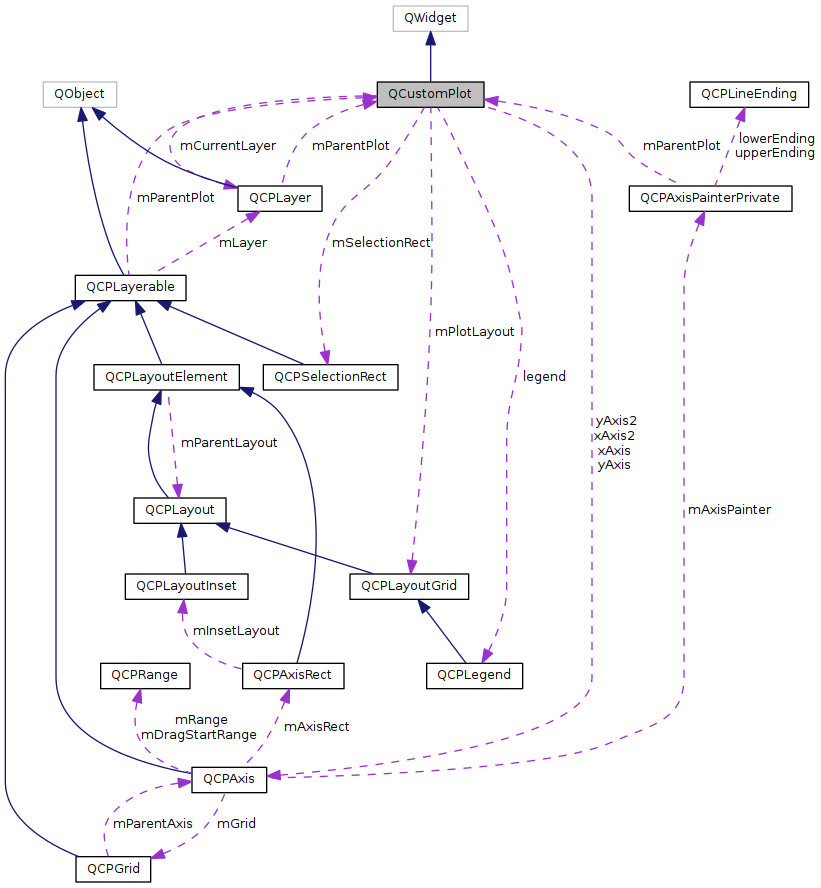 QWidget
QObject
QCustomPlot
QCPLineEnding
mCurrentLayer
mParentPlot
mParentPlot
lowerEnding
upperEnding
mParentPlot
QCPLayer
QCPAxisPainterPrivate
mLayer
mSelectionRect
QCPLayerable
mPlotLayout
QCPLayoutElement
QCPSelectionRect
legend
yAxis2
xAxis2
xAxis
yAxis
mParentLayout
QCPLayout
mAxisPainter
QCPLayoutInset
QCPLayoutGrid
mInsetLayout
QCPRange
QCPAxisRect
QCPLegend
mRange
mDragStartRange
mAxisRect
QCPAxis
mParentAxis
mGrid
QCPGrid